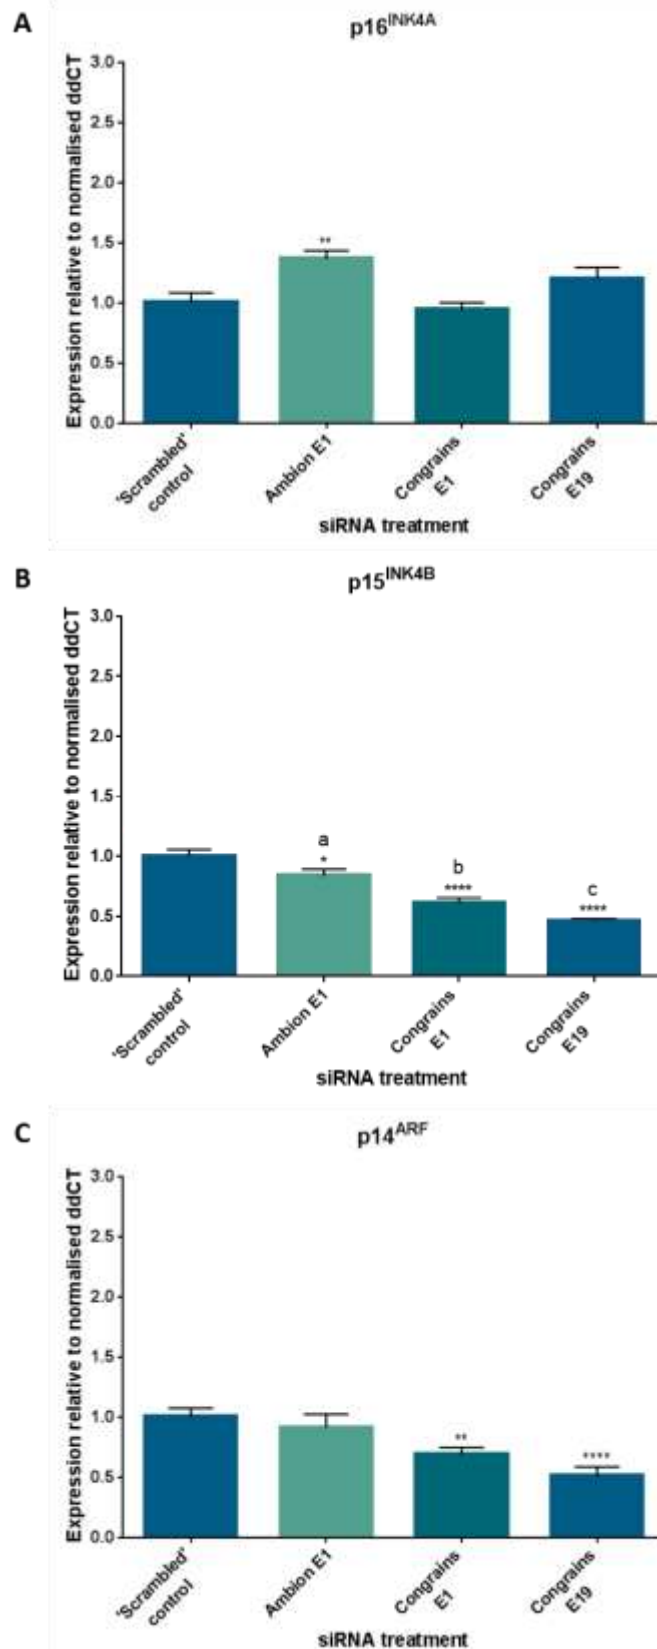 A
p16INK4A
Expression relative to normalised ddCT
3.0
2.5
2.0
1.5
1.0
0.5
0.0
**
'Scrambled'
control
Ambion E1
Congrains
E1
Congrains
E19
siRNA treatment
B
p15INK4B
Expression relative to normalised ddCT
3.0
2.5
2.0
1.5
1.0
0.5
0.0
a
*
b
****
c
****
'Scrambled'
control
Ambion E1
Congrains
E1
Congrains
E19
siRNA treatment
C
p14ARF
Expression relative to normalised ddCT
3.0
2.5
2.0
1.5
1.0
0.5
0.0
**
****
'Scrambled'
control
Ambion E1
Congrains
E1
Congrains
E19
siRNA treatment